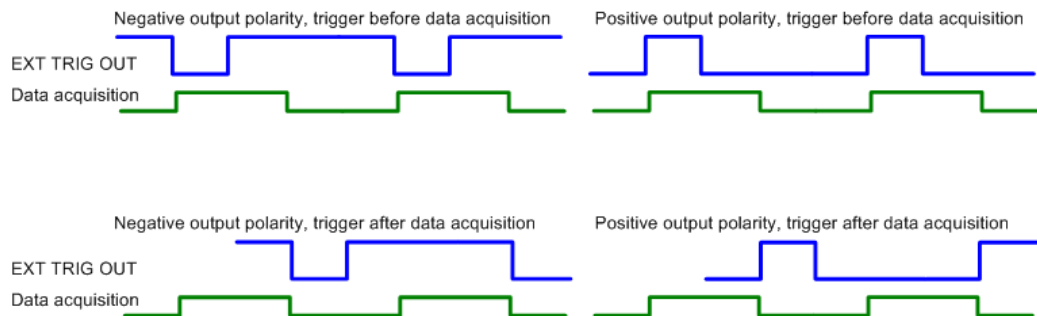 Negative output polarity, trigger before data acquisition
Positive output polarity, trigger before data acquisition
EXT TRIG OUT
Data acquisition
Negative output polarity, trigger after data acquisition
Positive output polarity, trigger after data acquisition
EXT TRIG OUT
Data acquisition